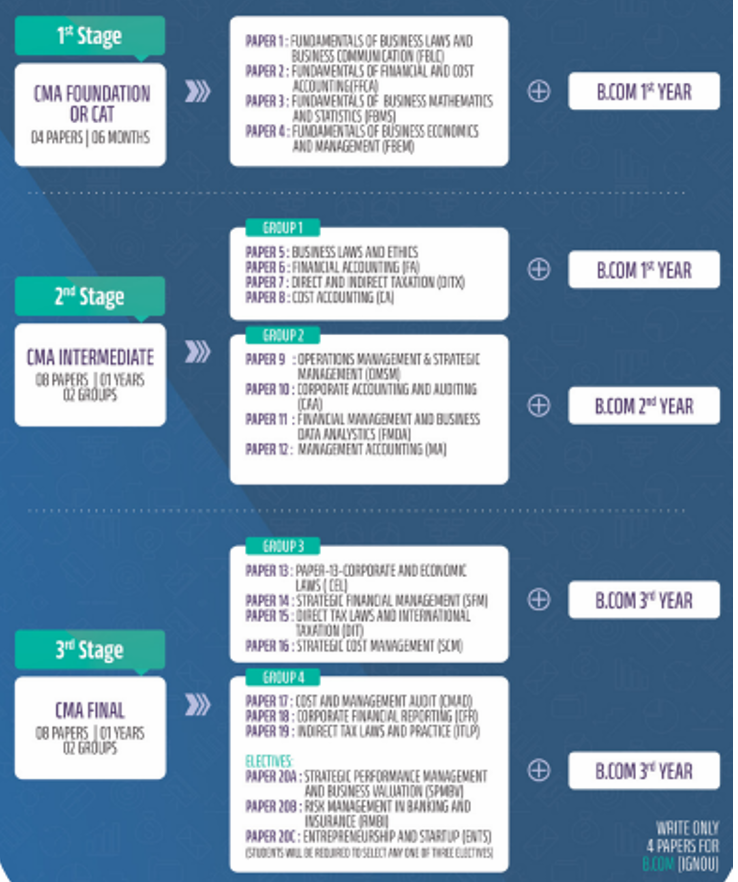 1st Stage
CMA FOUNDATION
OR CAT
04 PAPERS | 06 MONTHS
PAPER 1 : FUNDAMENTALS OF BUSINESS LAWS AND
BUSINESS COMMUNICATION (FBLC)
PAPER 2 : FUNDAMENTALS OF FINANCIAL AND COST
ACCOUNTING(FFCA)
PAPER 3 : FUNDAMENTALS OF BUSINESS MATHEMATICS
AND STATISTICS (FBMS)
PAPER 4 : FUNDAMENTALS OF BUSINESS ECONOMICS
AND MANAGEMENT (FBEM)
B.COM 1st YEAR
2nd Stage
CMA INTERMEDIATE
08 PAPERS | 01 YEARS
02 GROUPS
GROUP 1
PAPER 5 : BUSINESS LAWS AND ETHICS
PAPER 6 : FINANCIAL ACCOUNTING (FA)
PAPER 7 : DIRECT AND INDIRECT TAXATION (DITX)
PAPER 8 : COST ACCOUNTING (CA)
B.COM 1st YEAR
GROUP 2
PAPER 9 : OPERATIONS MANAGEMENT & STRATEGIC
MANAGEMENT (OMSM)
PAPER 10 : CORPORATE ACCOUNTING AND AUDITING
(CAA)
PAPER 11 : FINANCIAL MANAGEMENT AND BUSINESS
DATA ANALYSTICS (FMDA)
PAPER 12 : MANAGEMENT ACCOUNTING (MA)
B.COM 2nd YEAR
3rd Stage
CMA FINAL
08 PAPERS | 01 YEARS
02 GROUPS
GROUP 3
PAPER 13 : PAPER-13-CORPORATE AND ECONOMIC
LAWS ( CEL)
PAPER 14 : STRATEGIC FINANCIAL MANAGEMENT (SFM)
PAPER 15 : DIRECT TAX LAWS AND INTERNATIONAL
TAXATION (DIT)
PAPER 16 : STRATEGIC COST MANAGEMENT (SCM)
B.COM 3rd YEAR
GROUP 4
PAPER 17 : COST AND MANAGEMENT AUDIT (CMAD)
PAPER 18 : CORPORATE FINANCIAL REPORTING (CFR)
PAPER 19 : INDIRECT TAX LAWS AND PRACTICE (ITLP)
ELECTIVES:
PAPER 20A : STRATEGIC PERFORMANCE MANAGEMENT
AND BUSINESS VALUATION (SPMBV)
PAPER 20B : RISK MANAGEMENT IN BANKING AND
INSURANCE (RMBI)
PAPER 20C : ENTREPRENEURSHIP AND STARTUP (ENTS)
(STUDENTS WILL BE REQUIRED TO SELECT ANY ONE OF THREE ELECTIVES)
B.COM 3rd YEAR
WRITE ONLY
4 PAPERS FOR
B.COM (IGNOU)